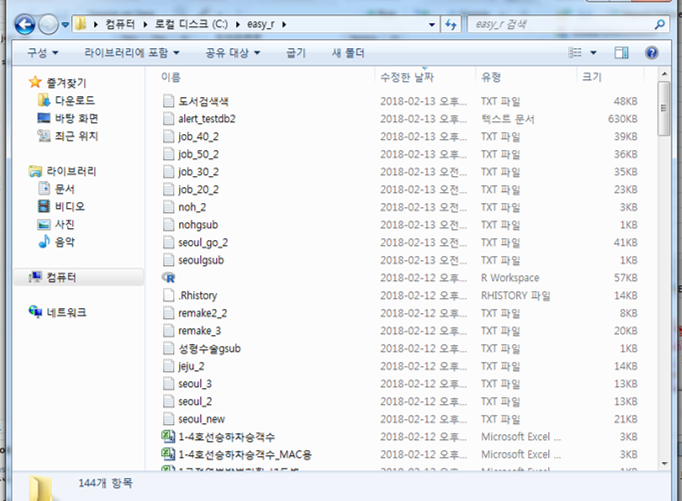 컴퓨터 ▸ 로컬 디스크 (C:) ▸ easy_r ▸
easy_r 검색
구성 라이브러리에 포함 공유 대상 굽기 새 폴더
즐겨찾기
다운로드
바탕 화면
최근 위치
라이브러리
문서
비디오
사진
음악
컴퓨터
네트워크
이름 수정한 날짜 유형 크기
도서검색색 2018-02-13 오후... TXT 파일 48KB
alert_testdb2 2018-02-13 오후... 텍스트 문서 630KB
job_40_2 2018-02-13 오후... TXT 파일 39KB
job_50_2 2018-02-13 오후... TXT 파일 36KB
job_30_2 2018-02-13 오전... TXT 파일 35KB
job_20_2 2018-02-13 오전... TXT 파일 23KB
noh_2 2018-02-13 오전... TXT 파일 3KB
nohgsub 2018-02-13 오전... TXT 파일 1KB
seoul_go_2 2018-02-13 오전... TXT 파일 41KB
seoulgsub 2018-02-13 오전... TXT 파일 1KB
2018-02-12 오후... R Workspace 57KB
.Rhistory 2018-02-12 오후... RHISTORY 파일 14KB
remake2_2 2018-02-12 오후... TXT 파일 8KB
remake_3 2018-02-12 오후... TXT 파일 20KB
성형수술gsub 2018-02-12 오후... TXT 파일 1KB
jeju_2 2018-02-12 오후... TXT 파일 14KB
seoul_3 2018-02-12 오후... TXT 파일 13KB
seoul_2 2018-02-12 오후... TXT 파일 13KB
seoul_new 2018-02-12 오후... TXT 파일 21KB
1-4호선승하차승객수 2018-02-12 오후... Microsoft Excel ... 3KB
1-4호선승하차승객수_MAC용 2018-02-12 오후... Microsoft Excel ... 3KB
144개 항목